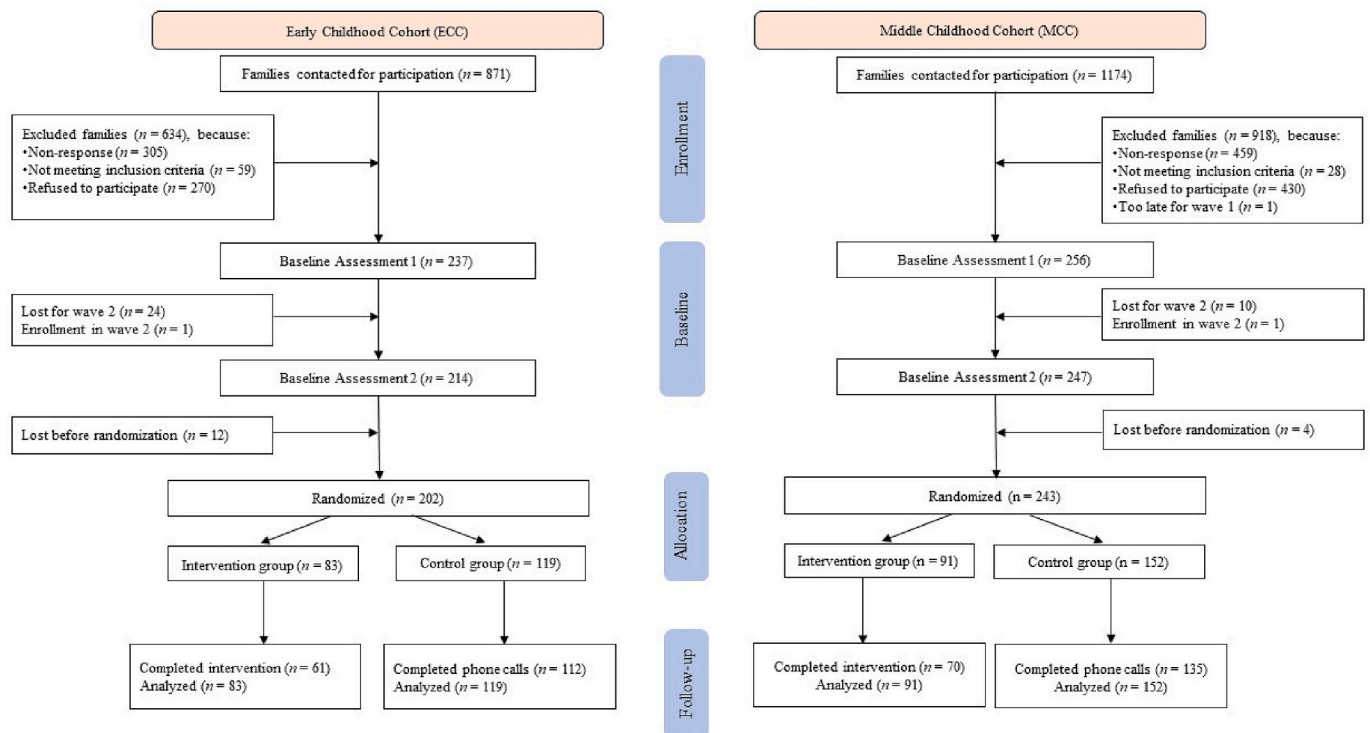 Early Childhood Cohort (ECC)
Families contacted for participation (n = 871)
Excluded families (n = 634), because:
•Non-response (n = 305)
•Not meeting inclusion criteria (n = 59)
•Refused to participate (n = 270)
Baseline Assessment 1 (n = 237)
Lost for wave 2 (n = 24)
Enrollment in wave 2 (n = 1)
Baseline Assessment 2 (n = 214)
Lost before randomization (n = 12)
Randomized (n = 202)
Intervention group (n = 83)
Control group (n = 119)
Completed intervention (n = 61)
Analyzed (n = 83)
Completed phone calls (n = 112)
Analyzed (n = 119)
Enrollment
Baseline
Allocation
Follow-up
Middle Childhood Cohort (MCC)
Families contacted for participation (n = 1174)
Excluded families (n = 918), because:
•Non-response (n = 459)
•Not meeting inclusion criteria (n = 28)
•Refused to participate (n = 430)
•Too late for wave 1 (n = 1)
Baseline Assessment 1 (n = 256)
Lost for wave 2 (n = 10)
Enrollment in wave 2 (n = 1)
Baseline Assessment 2 (n = 247)
Lost before randomization (n = 4)
Randomized (n = 243)
Intervention group (n = 91)
Control group (n = 152)
Completed intervention (n = 70)
Analyzed (n = 91)
Completed phone calls (n = 135)
Analyzed (n = 152)